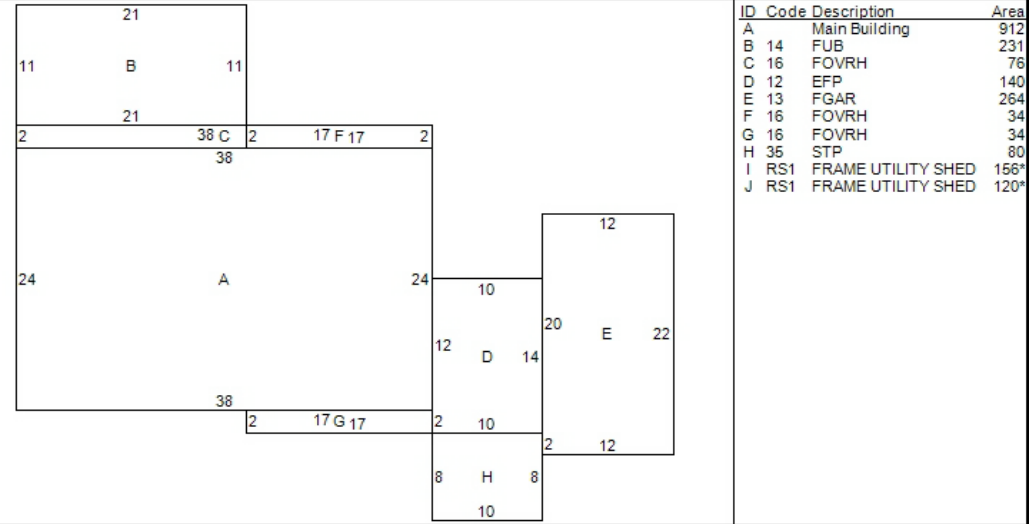 21
11 B 11
21
2 38 C 2 17 F 17 2
38
24 A 24
38
2 17 G 17
12
10
20 E 22
12 D 14
2 10
2 12
8 H 8
10
ID Code Description Area
A Main Building 912
B 14 FUB 231
C 16 FOVRH 76
D 12 EFP 140
E 13 FGAR 264
F 16 FOVRH 34
G 16 FOVRH 34
H 35 STP 80
I RS1 FRAME UTILITY SHED 156*
J RS1 FRAME UTILITY SHED 120*